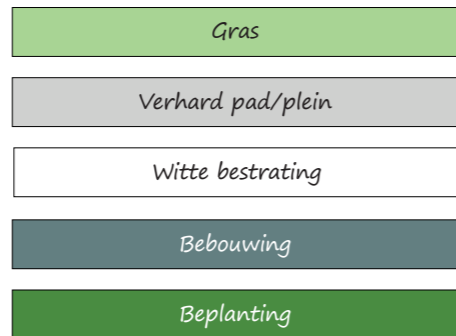 Gras
Verhard pad/plein
Witte bestrating
Bebouwing
Beplanting